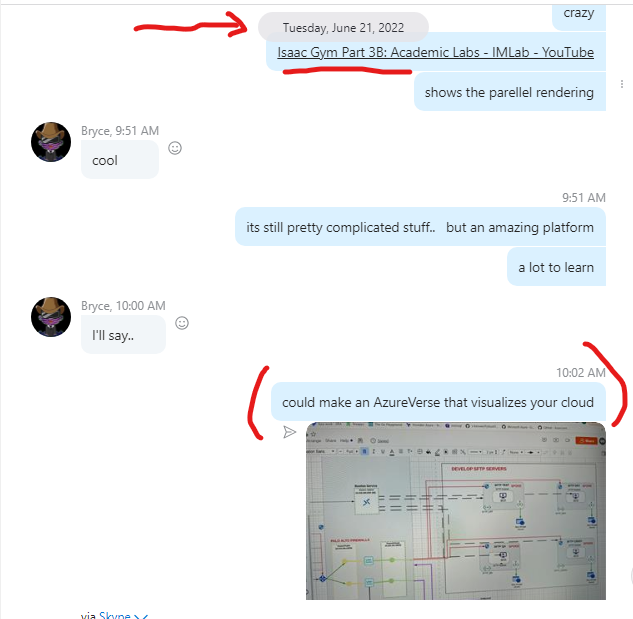 crazy
Tuesday, June 21, 2022
Isaac Gym Part 3B: Academic Labs - IMLab - YouTube
shows the parellel rendering
Bryce, 9:51 AM
cool
9:51 AM
its still pretty complicated stuff.. but an amazing platform
a lot to learn
Bryce, 10:00 AM
I'll say..
10:02 AM
could make an AzureVerse that visualizes your cloud
DEVELOP SFTP SERVERS
via Skype